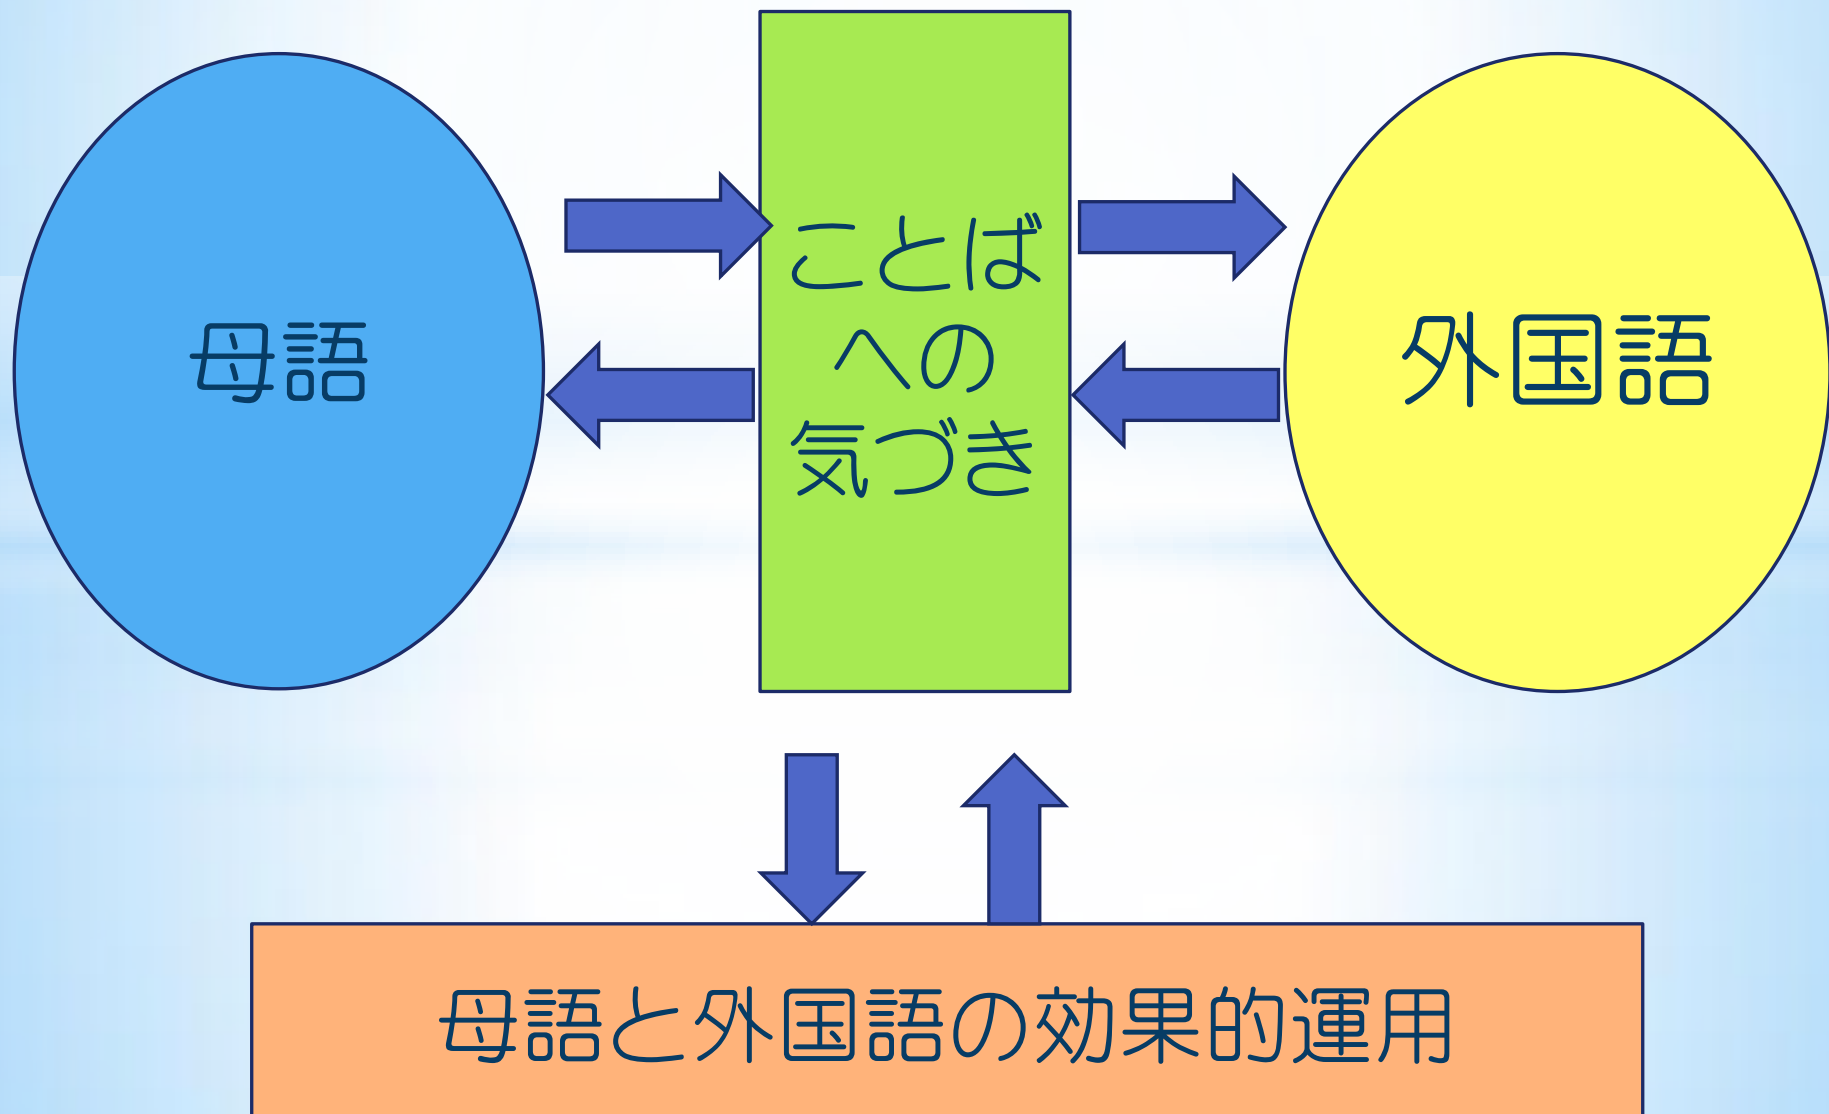 母語
ことば
への
気づき
外国語
母語と外国語の効果的運用